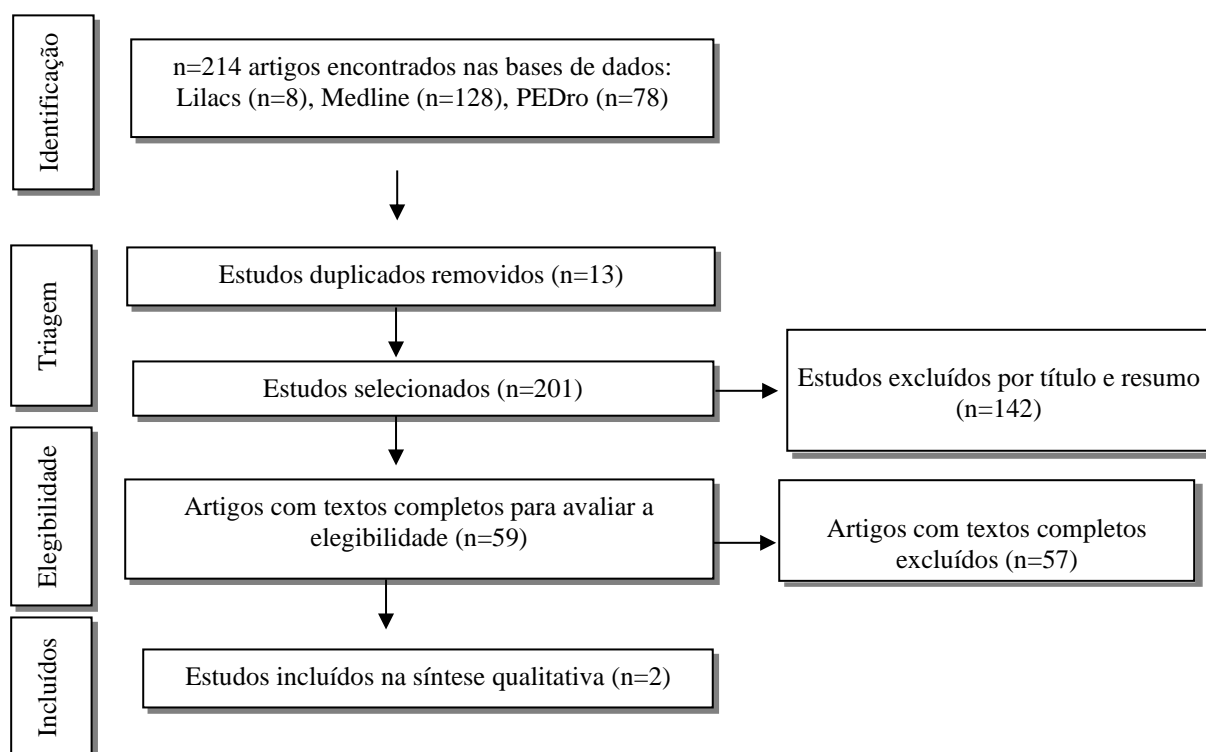 Identificação
n=214 artigos encontrados nas bases de dados:
Lilacs (n=8), Medline (n=128), PEDro (n=78)
Triagem
Estudos duplicados removidos (n=13)
Estudos selecionados (n=201)
Estudos excluídos por título e resumo
(n=142)
Elegibilidade
Artigos com textos completos para avaliar a
elegibilidade (n=59)
Artigos com textos completos
excluídos (n=57)
Incluídos
Estudos incluídos na síntese qualitativa (n=2)